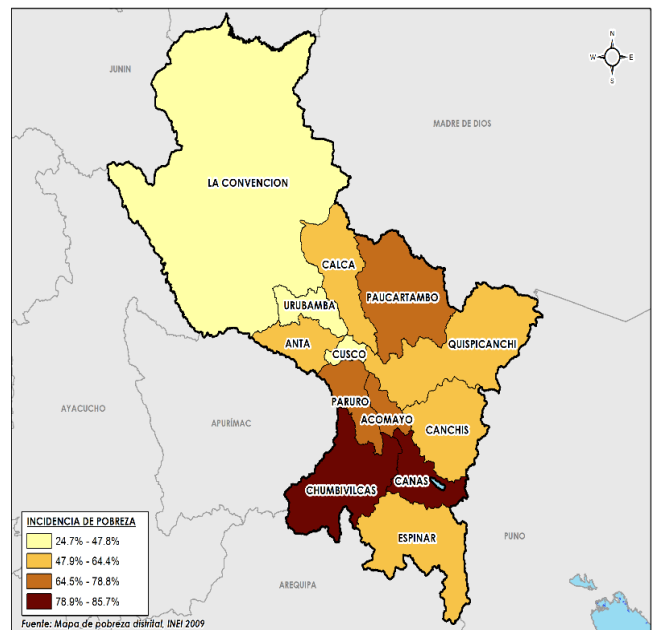 N
W E
S
JUNIN
MADRE DE DIOS
LA CONVENCION
CALCA
PAUCARTAMBO
URUBAMBA
QUISPICANCHI
ANTA
CUSCO
PARURO
AYACUCHO
ACOMAYO
APURÍMAC
CANCHIS
CANAS
CHUMBIVILCAS
ESPINAR
PUNO
AREQUIPA
INCIDENCIA DE POBREZA
24.7% - 47.8%
47.9% - 64.4%
64.5% - 78.8%
78.9% - 85.7%
Fuente: Mapa de pobreza distrital, INEI 2009